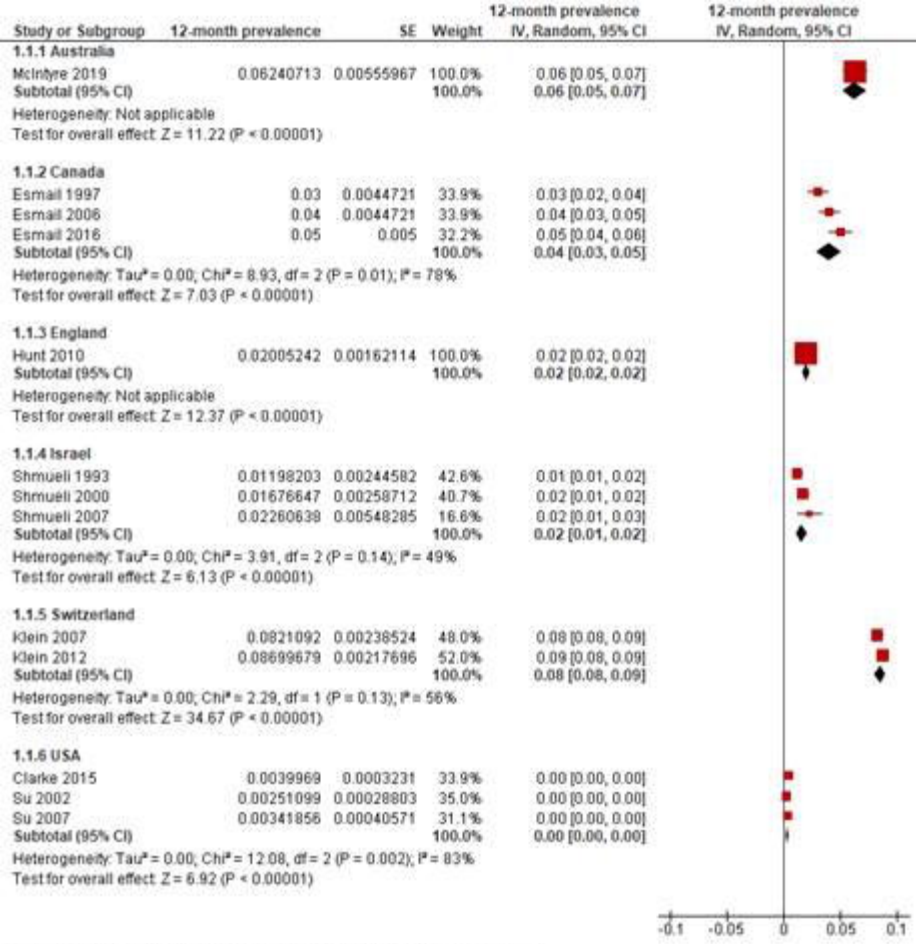 12-month prevalence 12-month prevalence
Study or Subgroup 12-month prevalence SE Weight IV, Random, 95% CI IV, Random, 95% CI
1.1.1 Australia
McIntyre 2019 0.06240713 0.00555967 100.0% 0.06 [0.05, 0.07]
Subtotal (95% CI) 100.0% 0.06 [0.05, 0.07]
Heterogeneity: Not applicable
Test for overall effect: Z = 11.22 (P < 0.00001)
1.1.2 Canada
Esmail 1997 0.03 0.0044721 33.9% 0.03 [0.02, 0.04]
Esmail 2006 0.04 0.0044721 33.9% 0.04 [0.03, 0.05]
Esmail 2016 0.05 0.005 32.2% 0.05 [0.04, 0.06]
Subtotal (95% CI) 100.0% 0.04 [0.03, 0.05]
Heterogeneity: Tau² = 0.00; Chi² = 8.93, df = 2 (P = 0.01); I² = 78%
Test for overall effect: Z = 7.03 (P < 0.00001)
1.1.3 England
Hunt 2010 0.02005242 0.00162114 100.0% 0.02 [0.02, 0.02]
Subtotal (95% CI) 100.0% 0.02 [0.02, 0.02]
Heterogeneity: Not applicable
Test for overall effect: Z = 12.37 (P < 0.00001)
1.1.4 Israel
Shmueli 1993 0.01198203 0.00244582 42.6% 0.01 [0.01, 0.02]
Shmueli 2000 0.01676647 0.00258712 40.7% 0.02 [0.01, 0.02]
Shmueli 2007 0.02260638 0.00548285 16.6% 0.02 [0.01, 0.03]
Subtotal (95% CI) 100.0% 0.02 [0.01, 0.02]
Heterogeneity: Tau² = 0.00; Chi² = 3.91, df = 2 (P = 0.14); I² = 49%
Test for overall effect: Z = 6.13 (P < 0.00001)
1.1.5 Switzerland
Klein 2007 0.0821092 0.00238524 48.0% 0.08 [0.08, 0.09]
Klein 2012 0.08699679 0.00217696 52.0% 0.09 [0.08, 0.09]
Subtotal (95% CI) 100.0% 0.08 [0.08, 0.09]
Heterogeneity: Tau² = 0.00; Chi² = 2.29, df = 1 (P = 0.13); I² = 56%
Test for overall effect: Z = 34.67 (P < 0.00001)
1.1.6 USA
Clarke 2015 0.0039969 0.0003231 33.9% 0.00 [0.00, 0.00]
Su 2002 0.00251099 0.00028803 35.0% 0.00 [0.00, 0.00]
Su 2007 0.00341856 0.00040571 31.1% 0.00 [0.00, 0.00]
Subtotal (95% CI) 100.0% 0.00 [0.00, 0.00]
Heterogeneity: Tau² = 0.00; Chi² = 12.08, df = 2 (P = 0.002); I² = 83%
Test for overall effect: Z = 6.92 (P < 0.00001)
-0.1 -0.05 0 0.05 0.1